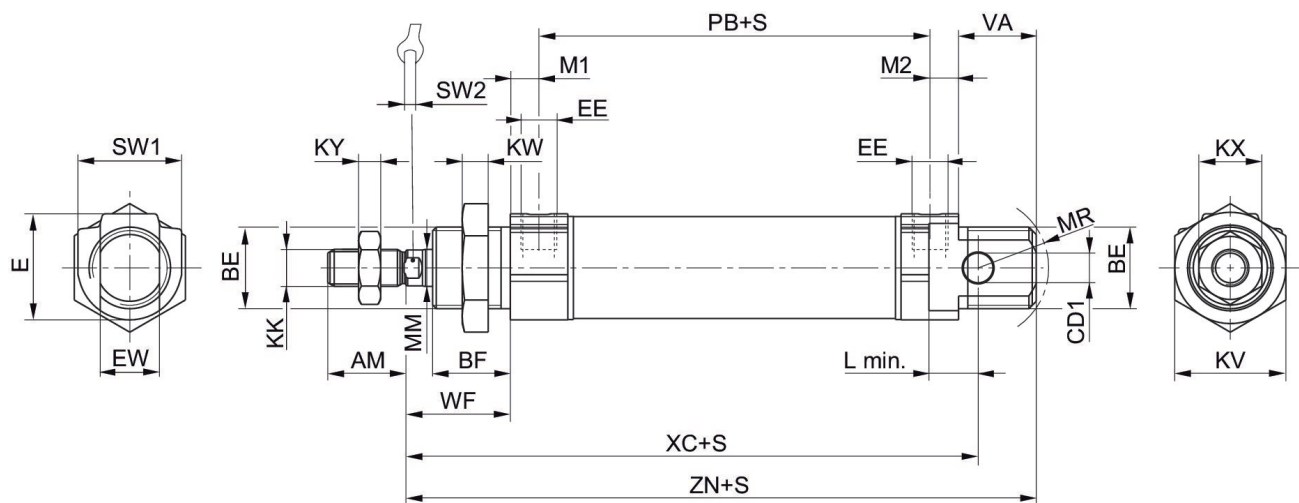 PB+S
VA
M1
M2
SW2
EE
SW1
KY
KW
EE
KX
MR
E
BE
BE
KK
MM
CD1
EW
AM
BF
L min.
KV
WF
XC+S
ZN+S